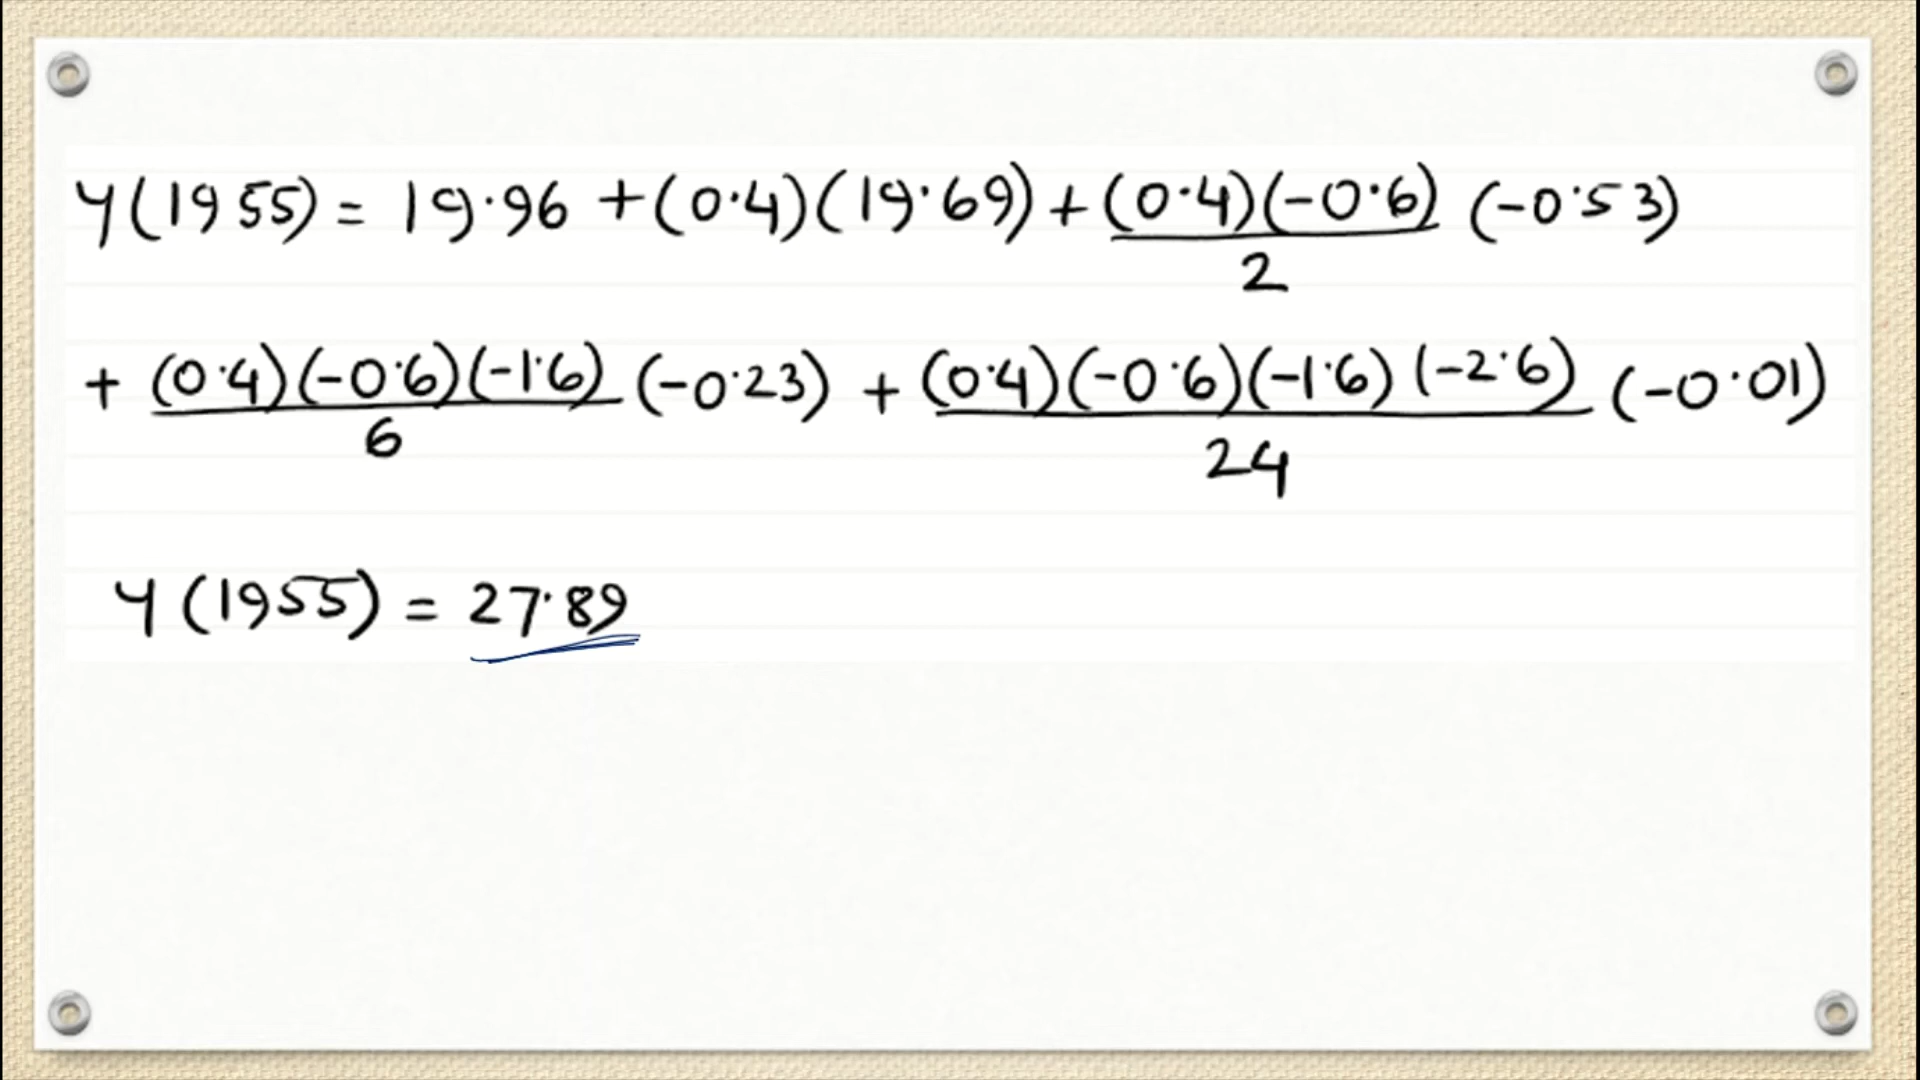 y(1955) = 19.96 + (0.4)(19.69) + (0.4)(-0.6)/2 (-0.53)
+ (0.4)(-0.6)(-1.6)/6 (-0.23) + (0.4)(-0.6)(-1.6)(-2.6)/24 (-0.01)
y(1955) = 27.89